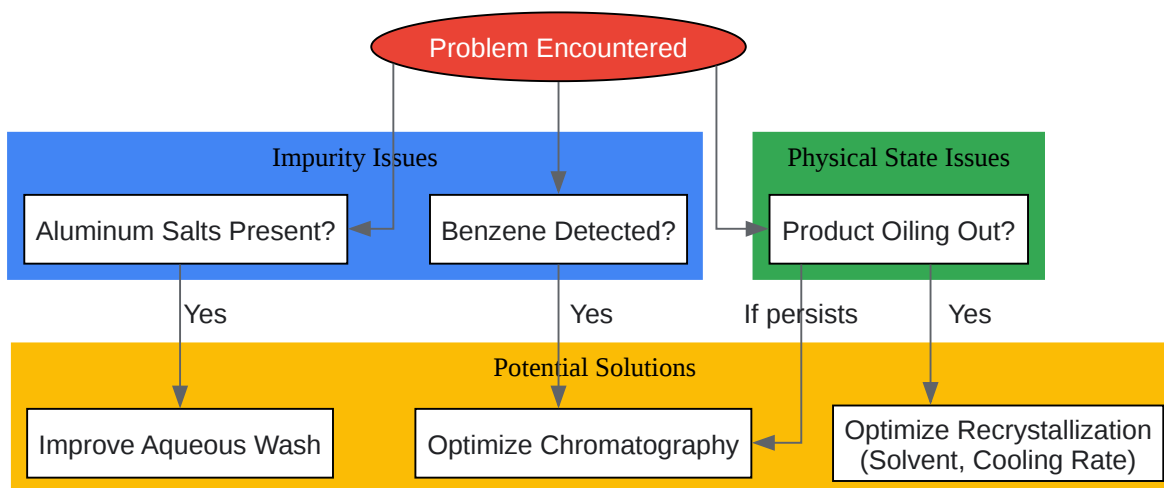 Problem Encountered
Impurity Issues
Physical State Issues
Aluminum Salts Present?
Benzene Detected?
Product Oiling Out?
Yes
Yes
If persists
Yes
Potential Solutions
Improve Aqueous Wash
Optimize Chromatography
Optimize Recrystallization
(Solvent, Cooling Rate)